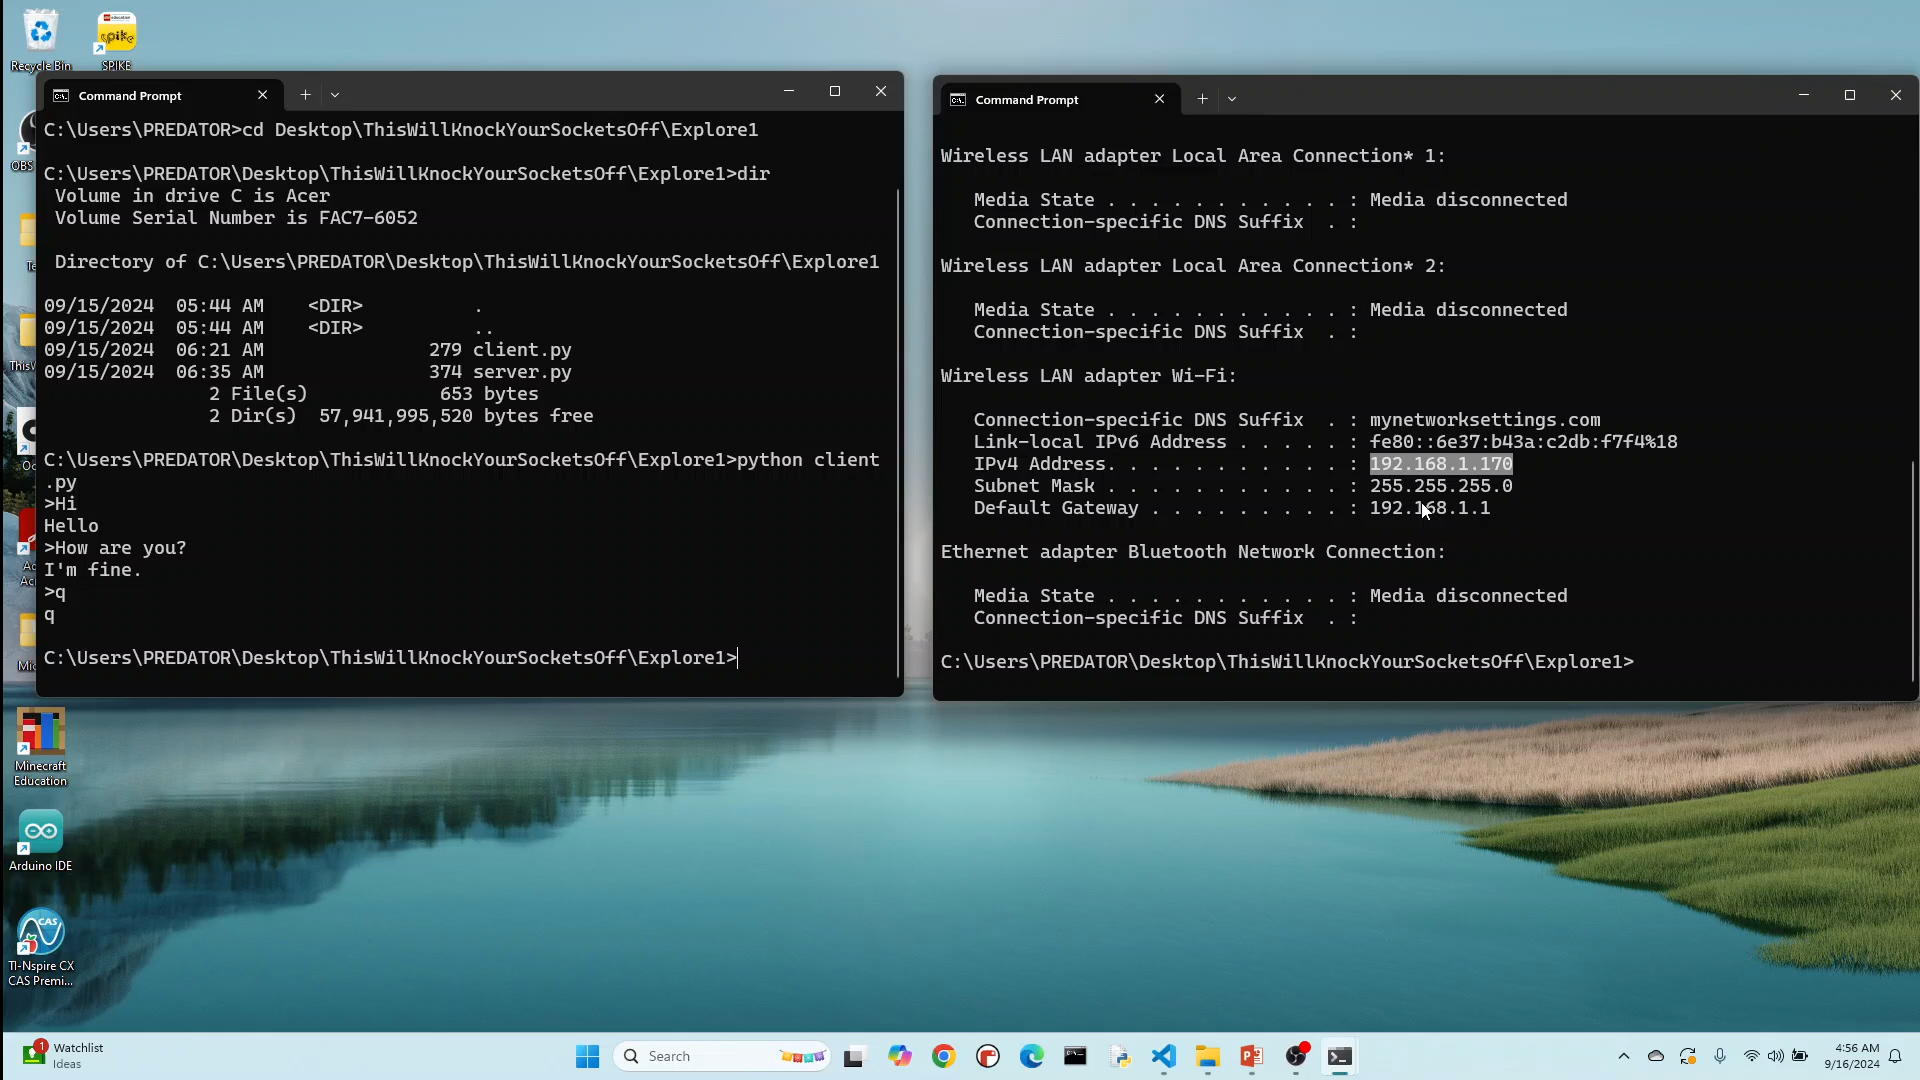 Recycle Bin
SPIKE
OBS
Minecraft
Education
Arduino IDE
TI-Nspire CX
CAS Premi...
Command Prompt
C:\Users\PREDATOR>cd Desktop\ThisWillKnockYourSocketsOff\Explore1
C:\Users\PREDATOR\Desktop\ThisWillKnockYourSocketsOff\Explore1>dir
Volume in drive C is Acer
Volume Serial Number is FAC7-6052
Directory of C:\Users\PREDATOR\Desktop\ThisWillKnockYourSocketsOff\Explore1
09/15/2024 05:44 AM <DIR> .
09/15/2024 05:44 AM <DIR> ..
09/15/2024 06:21 AM 279 client.py
09/15/2024 06:35 AM 374 server.py
2 File(s) 653 bytes
2 Dir(s) 57,941,995,520 bytes free
C:\Users\PREDATOR\Desktop\ThisWillKnockYourSocketsOff\Explore1>python client
.py
>Hi
Hello
>How are you?
I'm fine.
>q
q
C:\Users\PREDATOR\Desktop\ThisWillKnockYourSocketsOff\Explore1>
Command Prompt
Wireless LAN adapter Local Area Connection* 1:
Media State . . . . . . . . . . . : Media disconnected
Connection-specific DNS Suffix . :
Wireless LAN adapter Local Area Connection* 2:
Media State . . . . . . . . . . . : Media disconnected
Connection-specific DNS Suffix . :
Wireless LAN adapter Wi-Fi:
Connection-specific DNS Suffix . : mynetworksettings.com
Link-local IPv6 Address . . . . . : fe80::6e37:b43a:c2db:f7f4%18
IPv4 Address. . . . . . . . . . . : 192.168.1.170
Subnet Mask . . . . . . . . . . . : 255.255.255.0
Default Gateway . . . . . . . . . : 192.168.1.1
Ethernet adapter Bluetooth Network Connection:
Media State . . . . . . . . . . . : Media disconnected
Connection-specific DNS Suffix . :
C:\Users\PREDATOR\Desktop\ThisWillKnockYourSocketsOff\Explore1>
1
Watchlist
Ideas
Search
4:56 AM
9/16/2024